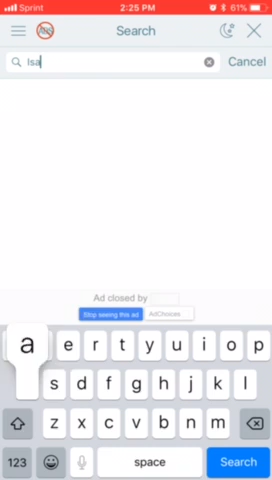 Sprint 2:25 PM 61%
Search
Isa Cancel
Ad closed by
Stop seeing this ad AdChoices
a e r t y u i o p
s d f g h j k l
z x c v b n m
123 space Search